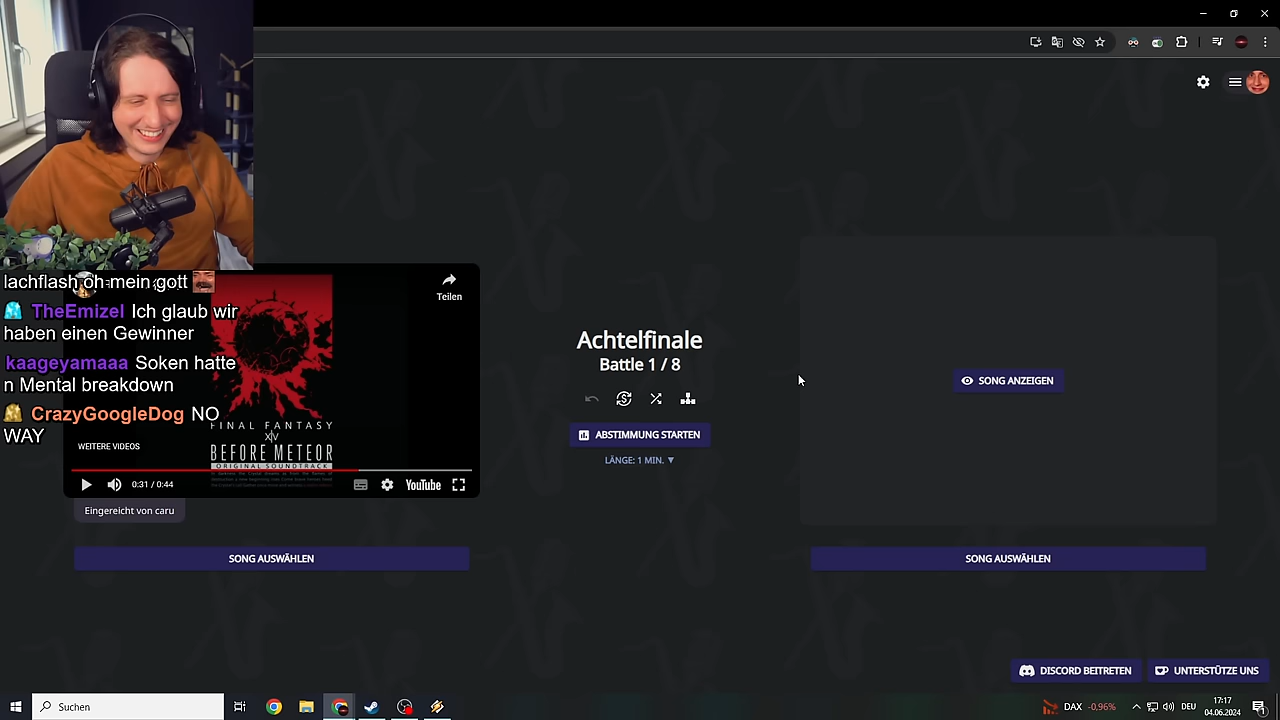 lachflash oh mein gott
TheEmizel Ich glaub wir
haben einen Gewinner
kaageyamaaa Soken hatte
n Mental breakdown
CrazyGoogleDog NO
WAY
Teilen
FINAL FANTASY
XIV
BEFORE METEOR
ORIGINAL SOUNDTRACK
WEITERE VIDEOS
0:31 / 0:44
YouTube
Eingereicht von caru
SONG AUSWÄHLEN
Achtelfinale
Battle 1 / 8
ABSTIMMUNG STARTEN
LÄNGE: 1 MIN. ▼
SONG ANZEIGEN
SONG AUSWÄHLEN
DISCORD BEITRETEN
UNTERSTÜTZE UNS
Suchen
DAX -0,96%
DEU
17:17
04.06.2024